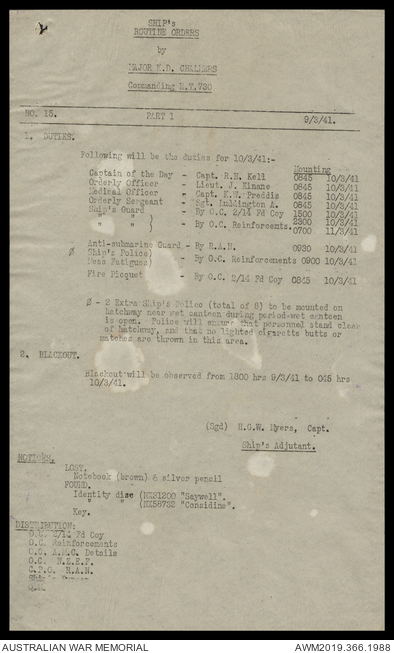 SHIP's
ROUTINE ORDERS
by
MAJOR E.D. CHALMERS
Commanding H.T.730
NO. 15. PART 1 9/3/41.
1. DUTIES.
Following will be the duties for 10/3/41:-
Mounting
Captain of the Day - Capt. R.H. Kell 0845 10/3/41
Orderly Officer - Lieut. J. Kinane 0845 10/3/41
Medical Officer - Capt. K.W. Preddis 0845 10/3/41
Orderly Sergeant - Sgt. Luddington A. 0845 10/3/41
Ship's Guard - By O.C. 2/14 Fd Coy 1500 10/3/41
" " ) - By O.C. Reinforcements. 2300 10/3/41
0700 11/3/41
Anti-submarine Guard - By R.A.N. 0930 10/3/41
Ø Ship's Police)
Mess Fatigues) - By O.C. Reinforcements 0900 10/3/41
Fire Picquet - By O.C. 2/14 Fd Coy 0845 10/3/41
Ø - 2 Extra Ship's Police (total of 8) to be mounted on
hatchway near wet canteen during period wet canteen
is open. Police will ensure that personnel stand clear
of hatchway, and that no lighted cigarette butts or
matches are thrown in this area.
2. BLACKOUT.
Blackout will be observed from 1800 hrs 9/3/41 to 045 hrs
10/3/41.
(Sgd) H.G.W. Myers, Capt.
Ship's Adjutant.
NOTICES.
LOST.
Notebook (brown) & silver pencil
FOUND.
Identity disc (NX31200 "Saywell".
" " (NX58732 "Considine".
Key.
DISTRIBUTION:
O.C. 2/14 Fd Coy
O.C. Reinforcements
O.C. A.M.C. Details
O.C. N.Z.E.F.
C.P.O. R.A.N.
AUSTRALIAN WAR MEMORIAL AWM2019.366.1988